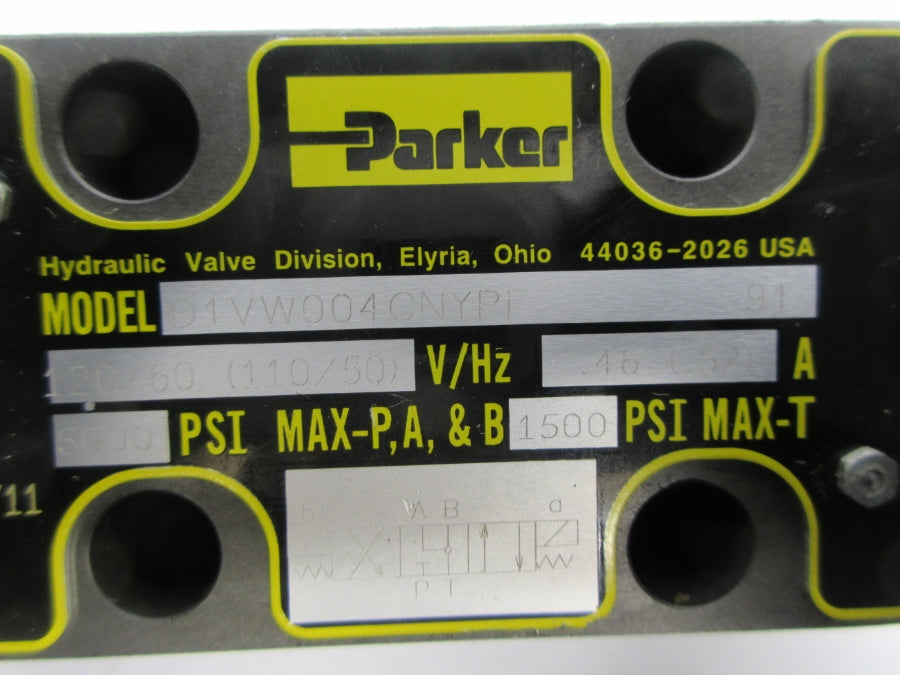 Parker
Hydraulic Valve Division, Elyria, Ohio 44036-2026 USA
MODEL D1VW004CNYPF 91
120/60 (110/50) V/Hz .46 (.52) A
5000 PSI MAX-P,A, & B 1500 PSI MAX-T
/11
b A B a
P T